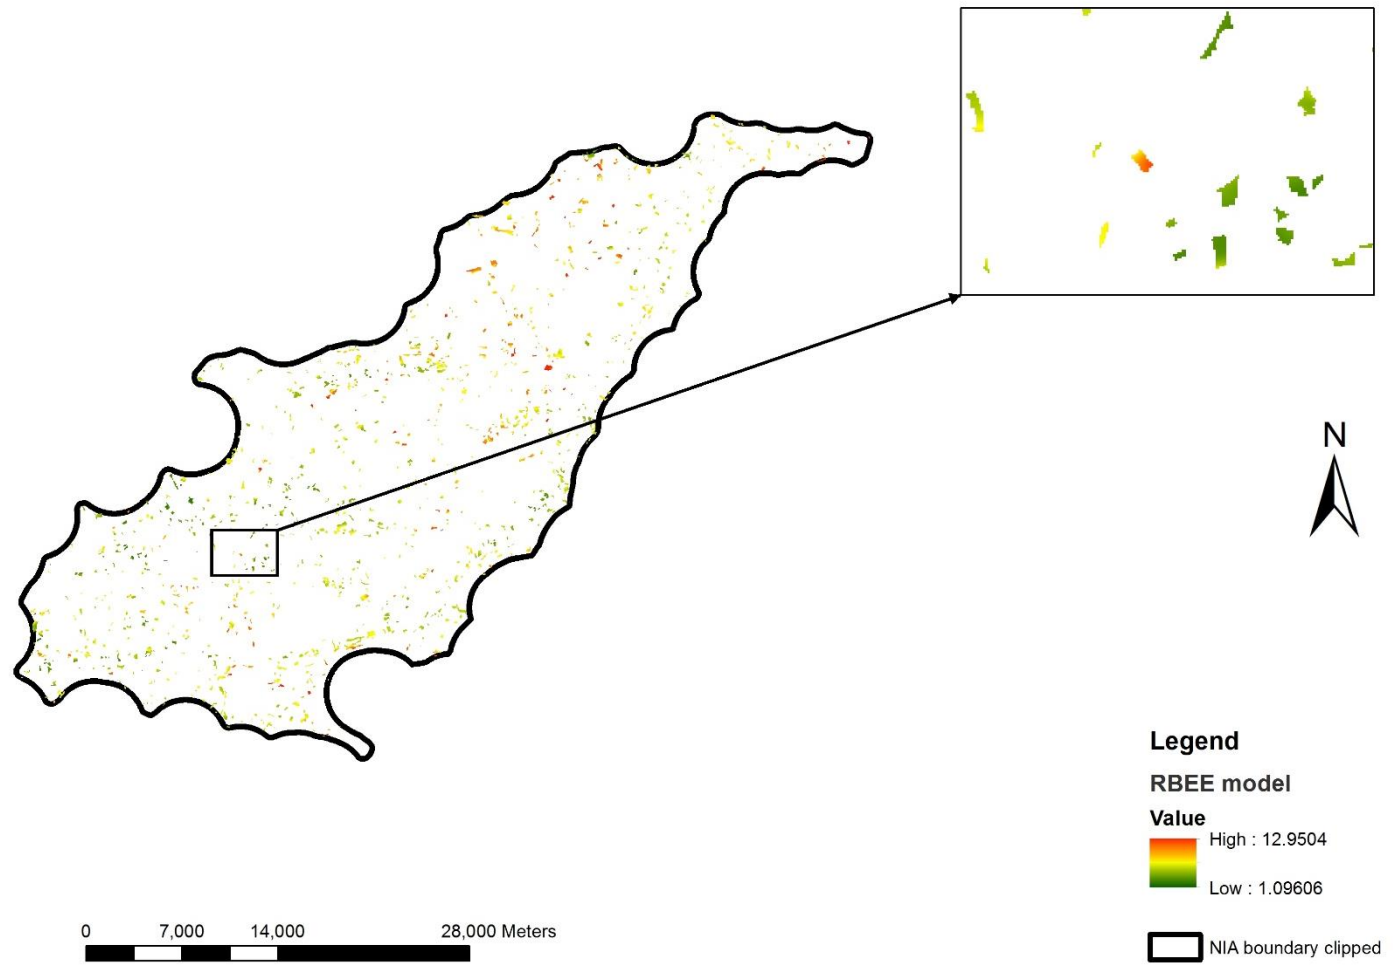 N
Legend
RBEE model
Value
High : 12.9504
Low : 1.09606
NIA boundary clipped
0 7,000 14,000 28,000 Meters